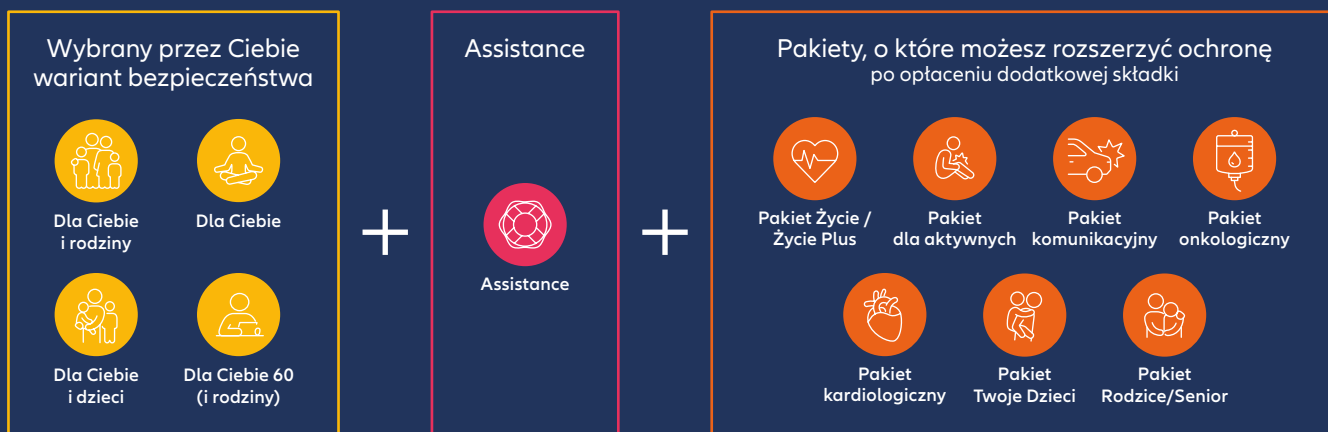 Wybrany przez Ciebie
wariant bezpieczeństwa
Dla Ciebie
i rodziny
Dla Ciebie
Dla Ciebie
i dzieci
Dla Ciebie 60
(i rodziny)
+
Assistance
Assistance
+
Pakiety, o które możesz rozszerzyć ochronę
po opłaceniu dodatkowej składki
Pakiet Życie /
Życie Plus
Pakiet
dla aktywnych
Pakiet
komunikacyjny
Pakiet
onkologiczny
Pakiet
kardiologiczny
Pakiet
Twoje Dzieci
Pakiet
Rodzice/Senior